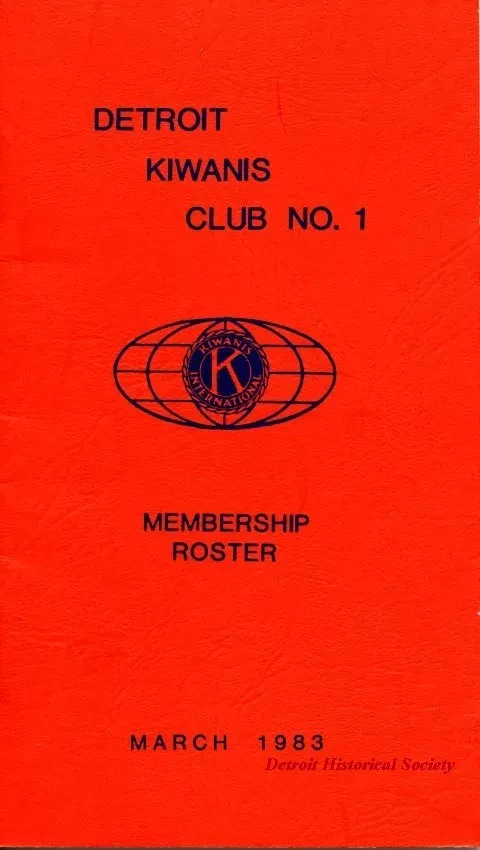 DETROIT
KIWANIS
CLUB NO. 1
KIWANIS
K
INTERNATIONAL
MEMBERSHIP
ROSTER
MARCH 1983
Detroit Historical Society